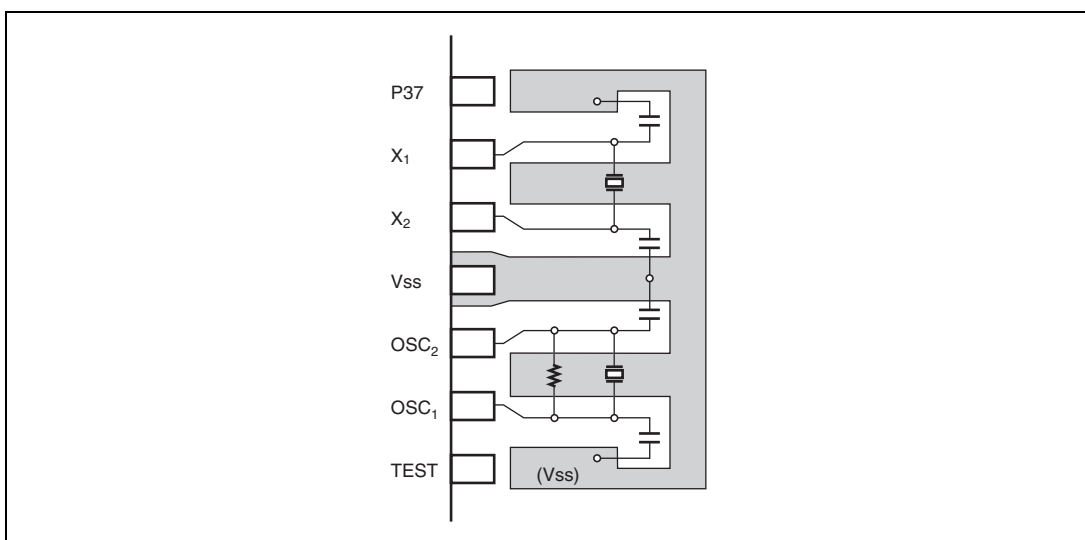 P37
X₁
X₂
Vss
OSC₂
OSC₁
TEST
(Vss)